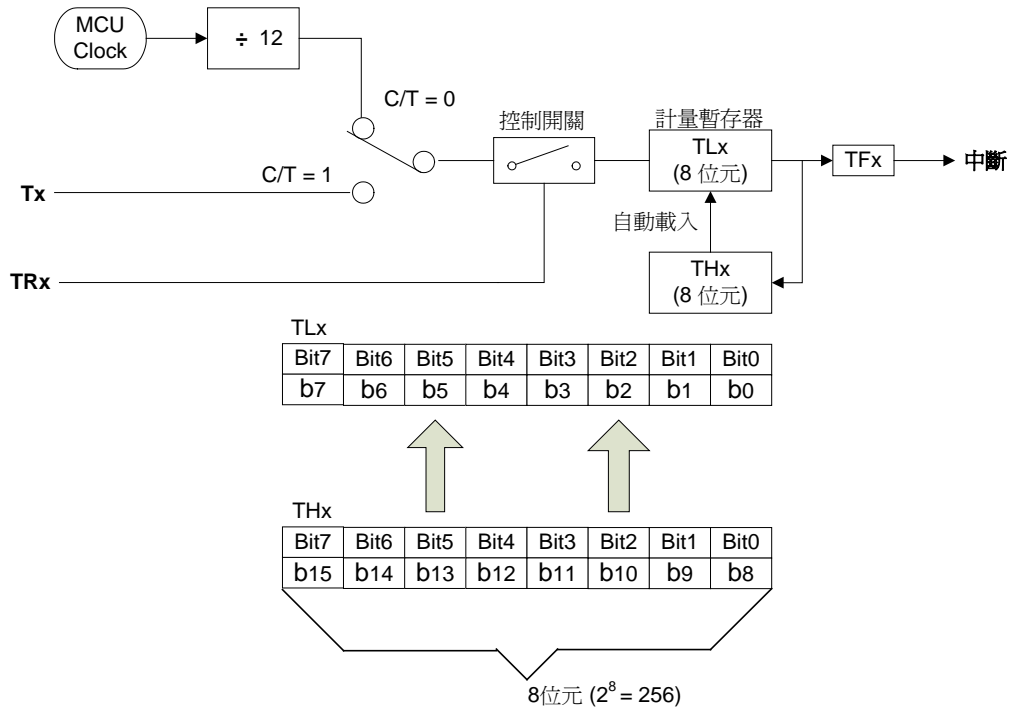 MCU
Clock
÷ 12
C/T = 0
C/T = 1
Tx
TRx
控制開關
計量暫存器
TLx
(8 位元)
TFx
中斷
自動載入
THx
(8 位元)
TLx
Bit7 Bit6 Bit5 Bit4 Bit3 Bit2 Bit1 Bit0
b7 b6 b5 b4 b3 b2 b1 b0
THx
Bit7 Bit6 Bit5 Bit4 Bit3 Bit2 Bit1 Bit0
b15 b14 b13 b12 b11 b10 b9 b8
8位元 (2⁸ = 256)